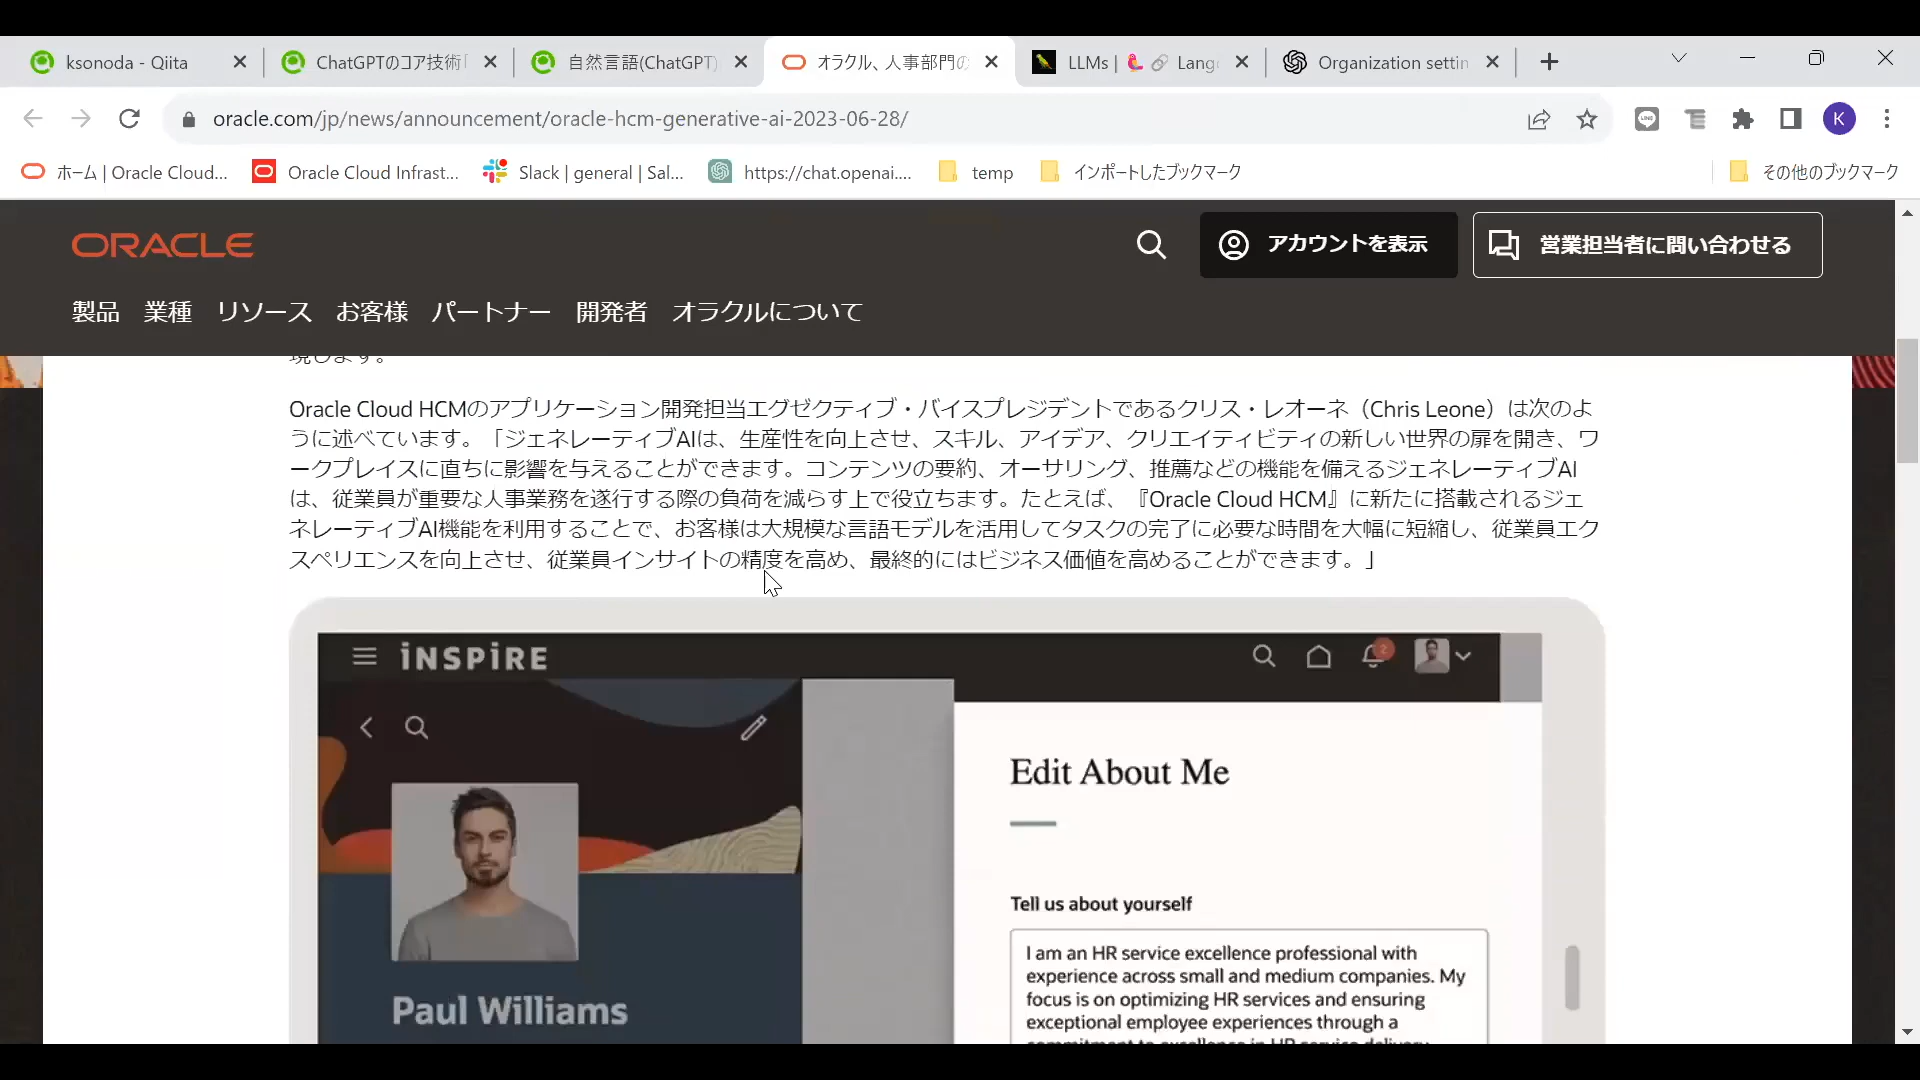 ksonoda - Qiita
ChatGPTのコア技術
自然言語(ChatGPT)
オラクル、人事部門の
LLMs | Lang
Organization settin
oracle.com/jp/news/announcement/oracle-hcm-generative-ai-2023-06-28/
K
ホーム | Oracle Cloud...
Oracle Cloud Infrast...
Slack | general | Sal...
https://chat.openai....
temp
インポートしたブックマーク
その他のブックマーク
ORACLE
アカウントを表示
営業担当者に問い合わせる
製品 業種 リソース お客様 パートナー 開発者 オラクルについて
現します。
Oracle Cloud HCMのアプリケーション開発担当エグゼクティブ・バイスプレジデントであるクリス・レオーネ（Chris Leone）は次のよ
うに述べています。「ジェネレーティブAIは、生産性を向上させ、スキル、アイデア、クリエイティビティの新しい世界の扉を開き、ワ
ークプレイスに直ちに影響を与えることができます。コンテンツの要約、オーサリング、推薦などの機能を備えるジェネレーティブAI
は、従業員が重要な人事業務を遂行する際の負荷を減らす上で役立ちます。たとえば、『Oracle Cloud HCM』に新たに搭載されるジェ
ネレーティブAI機能を利用することで、お客様は大規模な言語モデルを活用してタスクの完了に必要な時間を大幅に短縮し、従業員エク
スペリエンスを向上させ、従業員インサイトの精度を高め、最終的にはビジネス価値を高めることができます。」
iNSPiRE
2
Edit About Me
Tell us about yourself
I am an HR service excellence professional with
experience across small and medium companies. My
focus is on optimizing HR services and ensuring
exceptional employee experiences through a
commitment to excellence in HR service delivery
Paul Williams